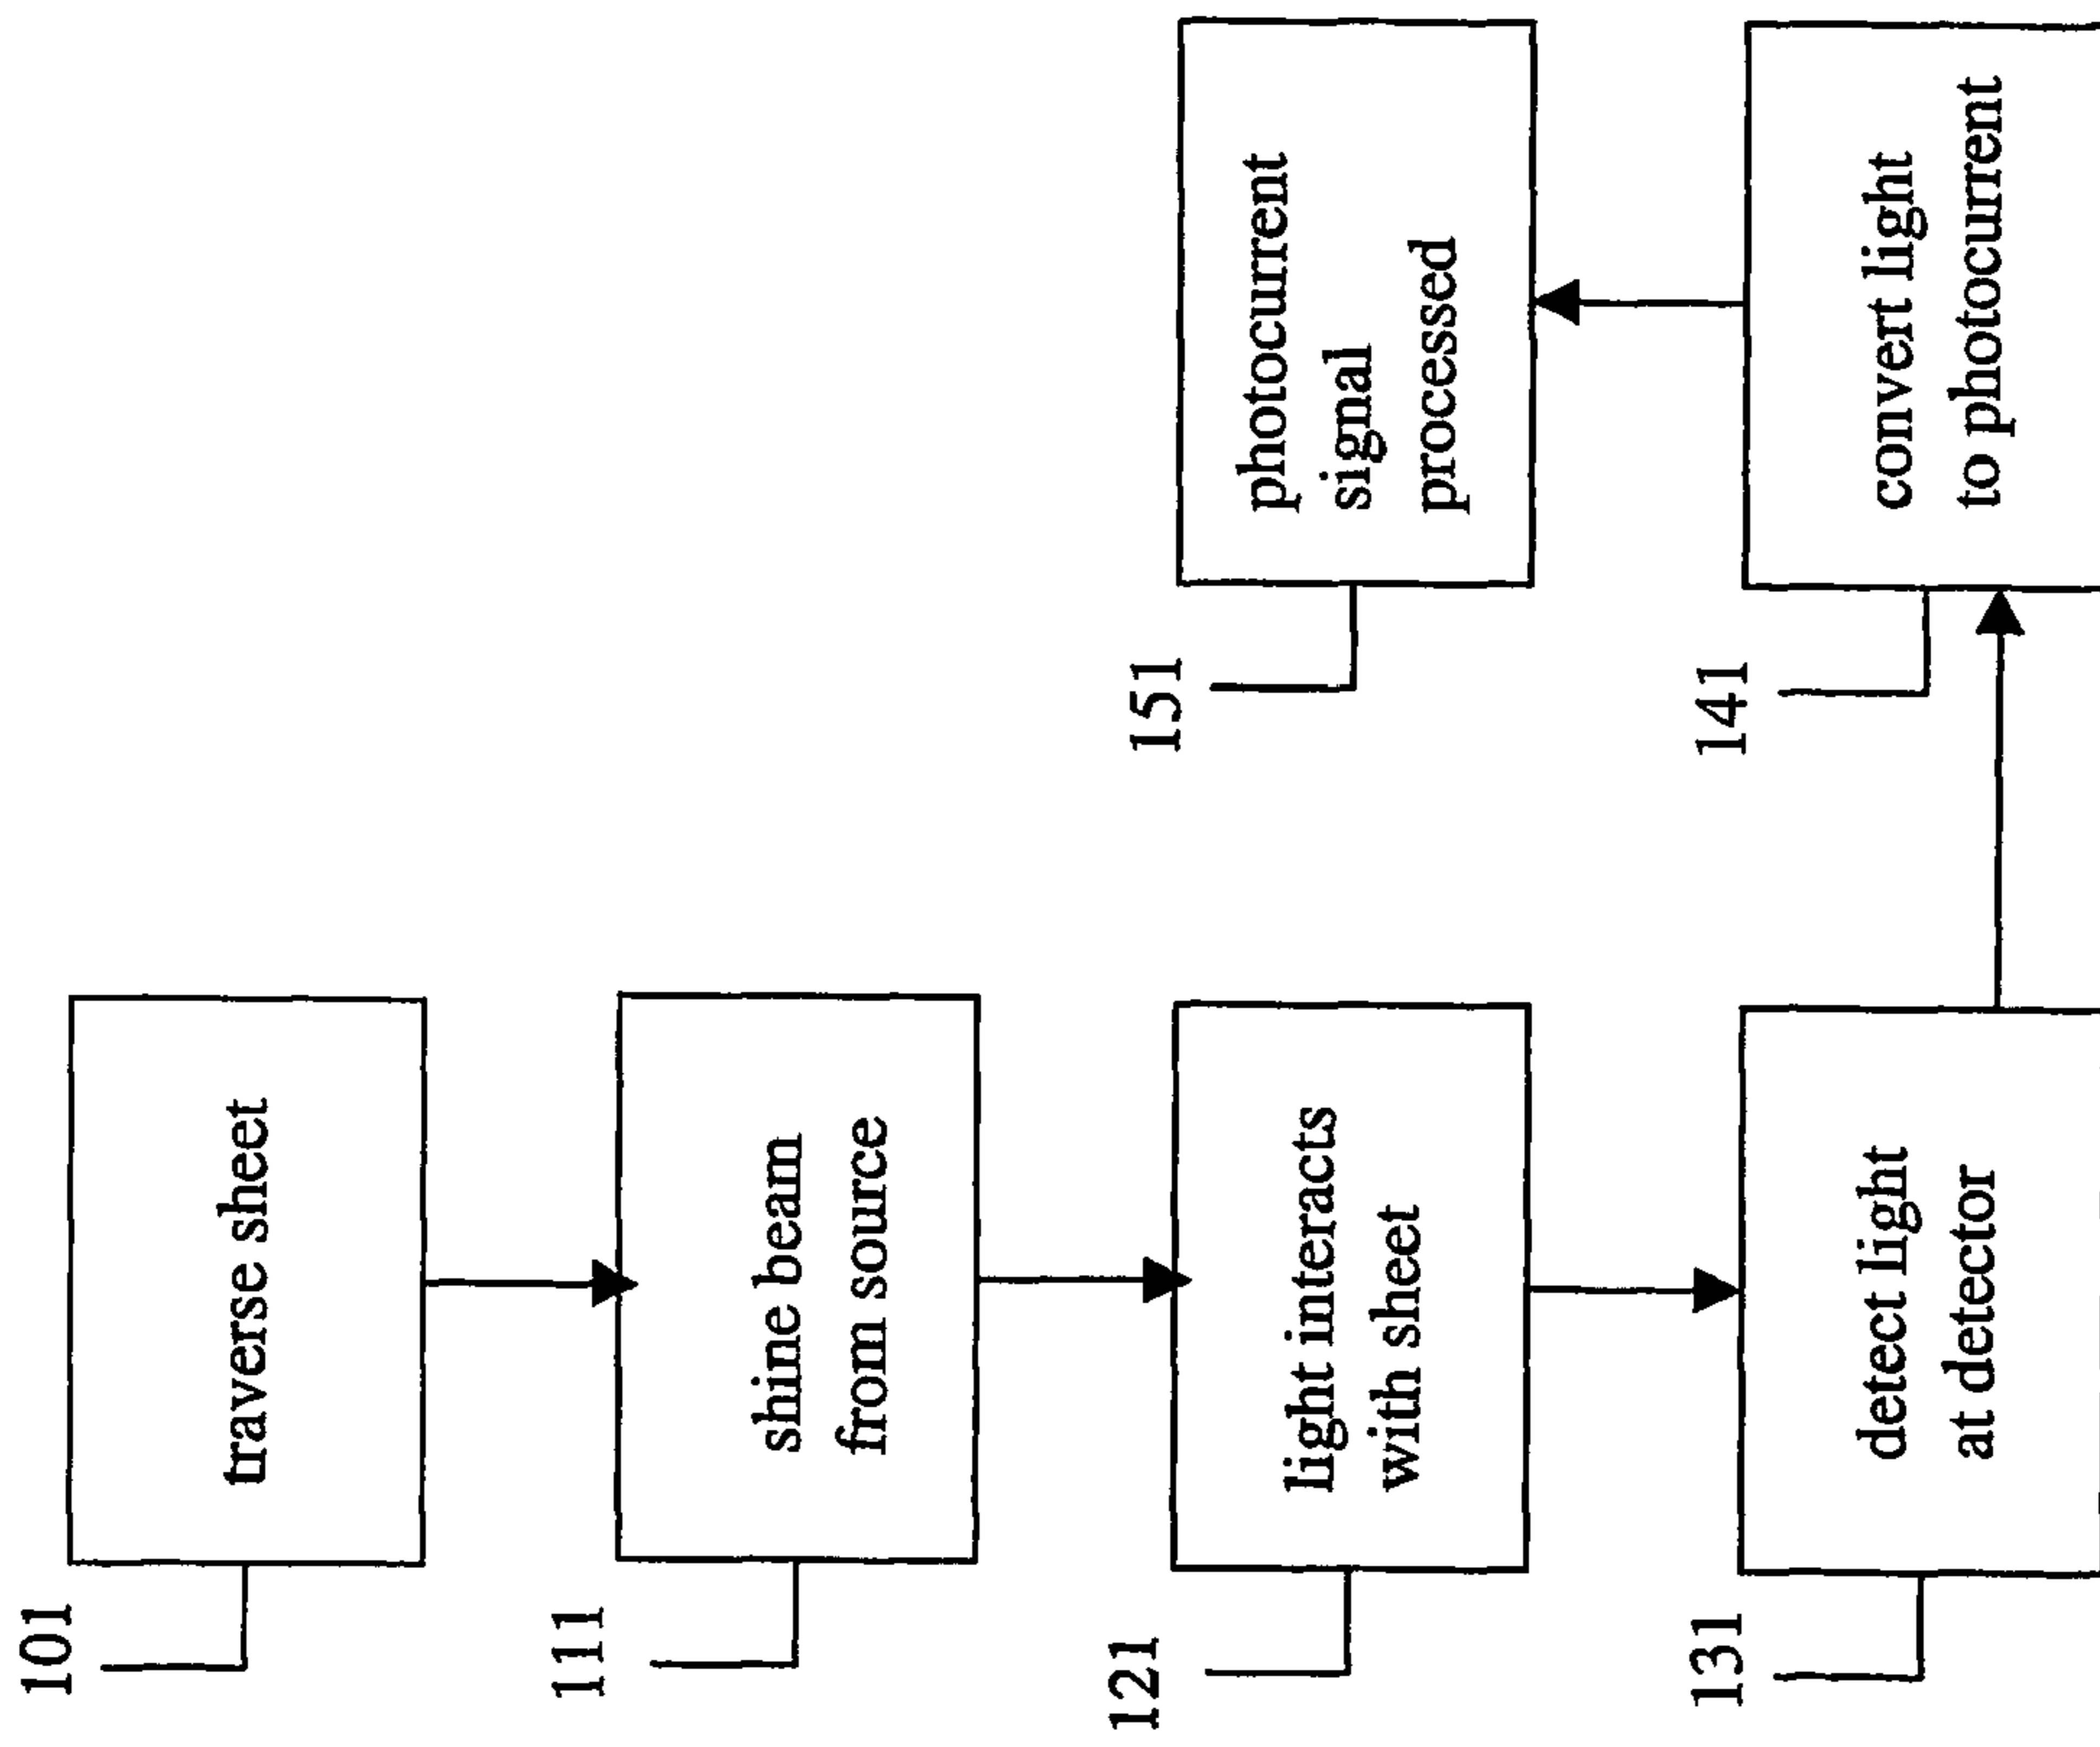 101
traverse sheet
111
shine beam
from source
121
light interacts
with sheet
131
detect light
at detector
141
convert light
to photocurrent
151
photocurrent
signal
processed